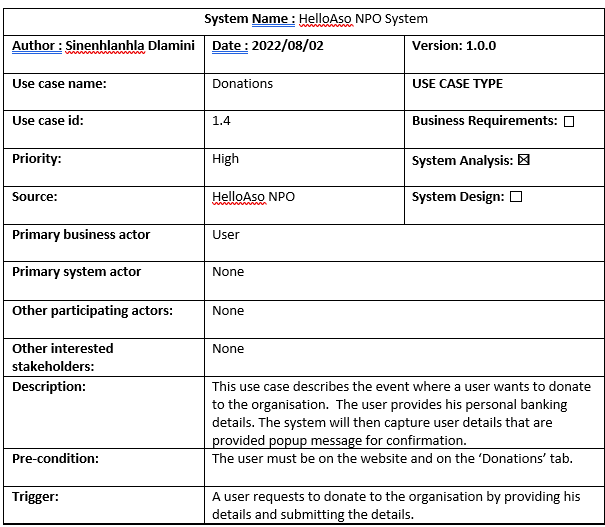 System Name : HelloAso NPO System
Author : Sinenhlanhla Dlamini Date : 2022/08/02 Version: 1.0.0
Use case name: Donations USE CASE TYPE
Use case id: 1.4 Business Requirements: ☐
Priority: High System Analysis: ☒
Source: HelloAso NPO System Design: ☐
Primary business actor User
Primary system actor None
Other participating actors: None
Other interested None
stakeholders:
Description: This use case describes the event where a user wants to donate
to the organisation. The user provides his personal banking
details. The system will then capture user details that are
provided popup message for confirmation.
Pre-condition: The user must be on the website and on the ‘Donations’ tab.
Trigger: A user requests to donate to the organisation by providing his
details and submitting the details.